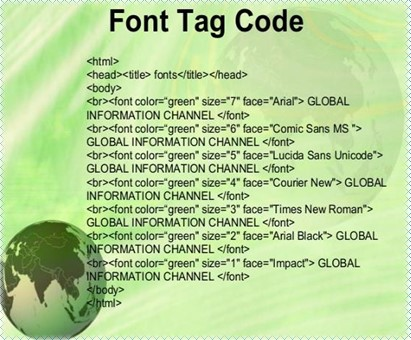 Font Tag Code
<html>
<head><title> fonts</title></head>
<body>
<br><font color=“green" size="7" face="Arial"> GLOBAL
INFORMATION CHANNEL </font>
<br><font color=“green" size="6" face="Comic Sans MS ">
GLOBAL INFORMATION CHANNEL </font>
<br><font color=“green" size="5" face="Lucida Sans Unicode">
GLOBAL INFORMATION CHANNEL </font>
<br><font color=“green" size="4" face="Courier New"> GLOBAL
INFORMATION CHANNEL </font>
<br><font color=“green" size="3" face="Times New Roman">
GLOBAL INFORMATION CHANNEL </font>
<br><font color=“green" size="2" face="Arial Black"> GLOBAL
INFORMATION CHANNEL </font>
<br><font color=“green" size="1" face="Impact"> GLOBAL
INFORMATION CHANNEL </font>
</body>
</html>